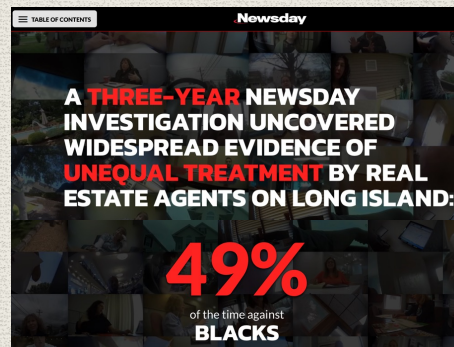 TABLE OF CONTENTS
Newsday
A THREE-YEAR NEWSDAY
INVESTIGATION UNCOVERED
WIDESPREAD EVIDENCE OF
UNEQUAL TREATMENT BY REAL
ESTATE AGENTS ON LONG ISLAND:
49%
of the time against
BLACKS